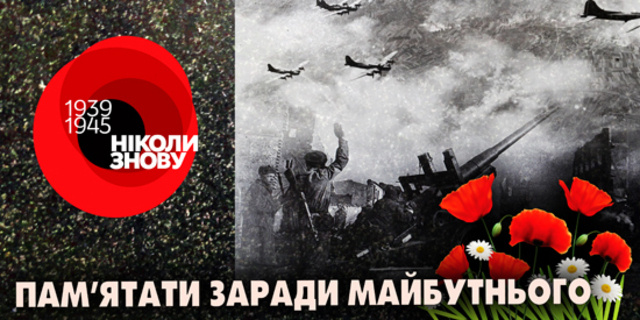 1939
1945
НІКОЛИ
ЗНОВУ
ПАМ'ЯТАТИ ЗАРАДИ МАЙБУТНЬОГО